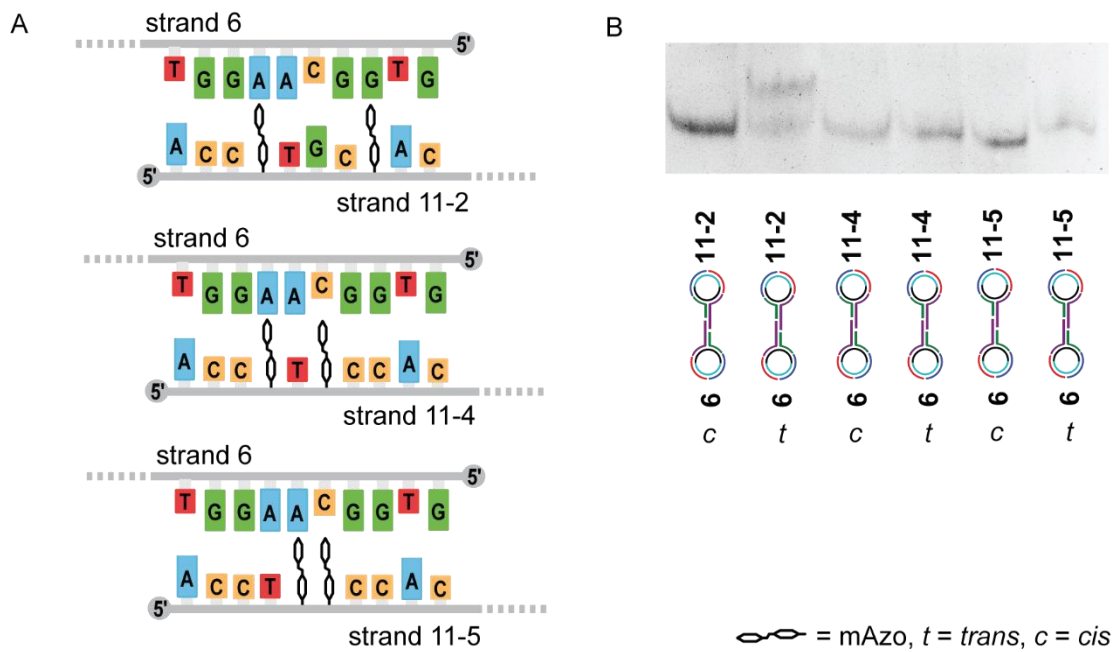 A
strand 6
5'
T G G A A C G G T G
A C C T G C A C
5'
strand 11-2
strand 6
5'
T G G A A C G G T G
A C C T C C A C
5'
strand 11-4
strand 6
5'
T G G A A C G G T G
A C C T C C A C
5'
strand 11-5
B
11-2 11-2 11-4 11-4 11-5 11-5
6 6 6 6 6 6
c t c t c t
= mAzo, t = trans, c = cis